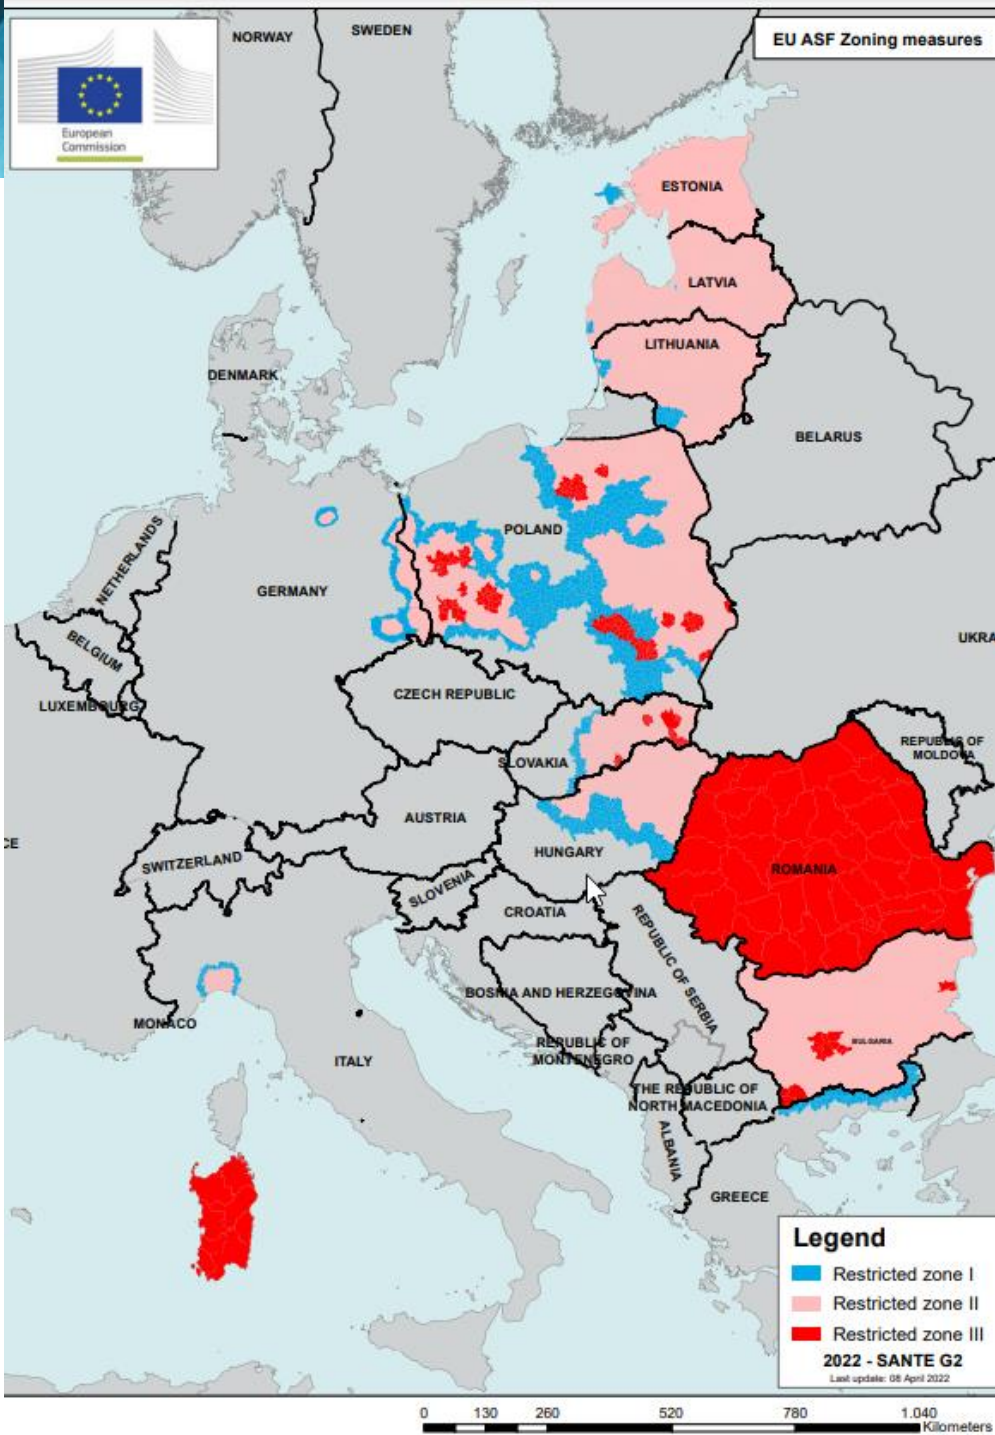 NORWAY
SWEDEN
EU ASF Zoning measures
European
Commission
ESTONIA
LATVIA
LITHUANIA
DENMARK
BELARUS
NETHERLANDS
POLAND
GERMANY
BELGIUM
UKRA
LUXEMBOURG
CZECH REPUBLIC
SLOVAKIA
REPUBLIC OF
MOLDOVA
AUSTRIA
CE
SWITZERLAND
HUNGARY
ROMANIA
SLOVENIA
CROATIA
REPUBLIC OF SERBIA
BOSNIA AND HERZEGOVINA
MONACO
ITALY
REPUBLIC OF
MONTENEGRO
BULGARIA
THE REPUBLIC OF
NORTH MACEDONIA
ALBANIA
GREECE
Legend
Restricted zone I
Restricted zone II
Restricted zone III
2022 - SANTE G2
Last update: 08 April 2022
0 130 260 520 780 1.040
Kilometers